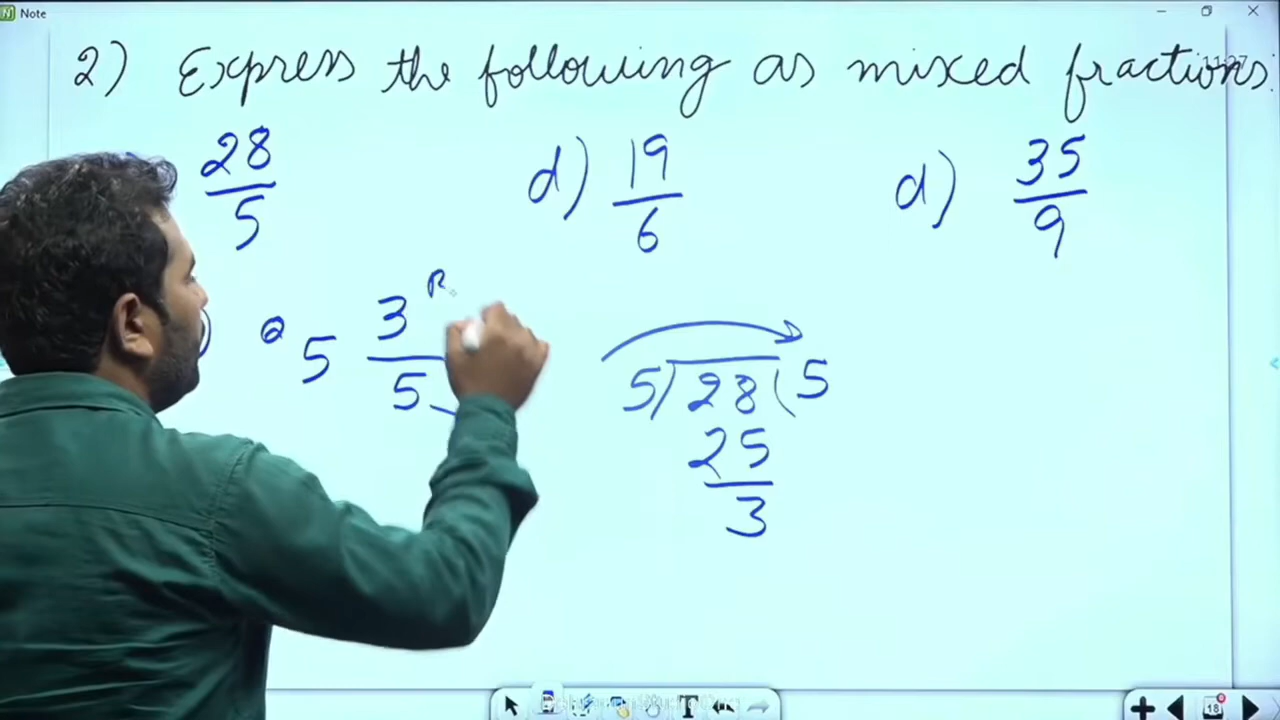 Note
2) Express the following as mixed fractions.
28/5 d) 19/6 d) 35/9
Q 5 3/5 R
5)28(5
25
3
T
18